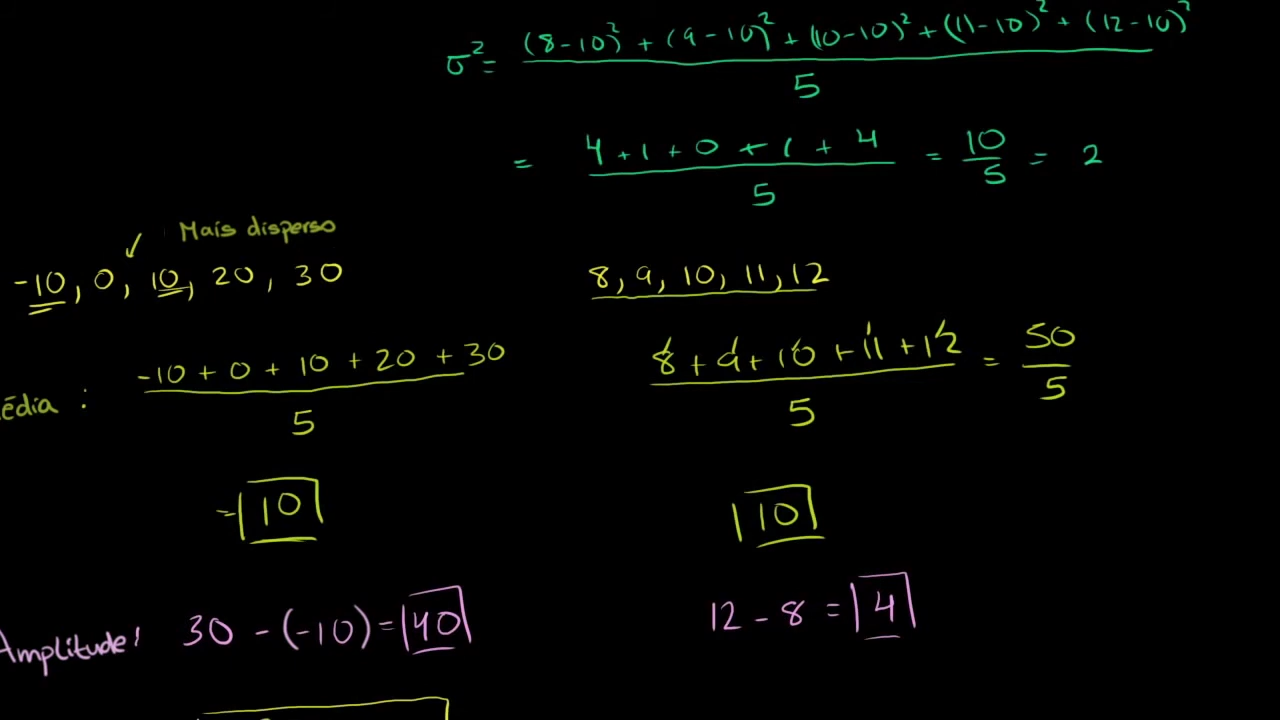 σ² = (8-10)² + (9-10)² + (10-10)² + (11-10)² + (12-10)²
5
= 4 + 1 + 0 + 1 + 4 = 10 = 2
5 5
Mais disperso
-10, 0, 10, 20, 30
8, 9, 10, 11, 12
-10 + 0 + 10 + 20 + 30
8 + 9 + 10 + 11 + 12 = 50
édia :
5
5 5
= 10
10
Amplitude: 30 - (-10) = 40
12 - 8 = 4